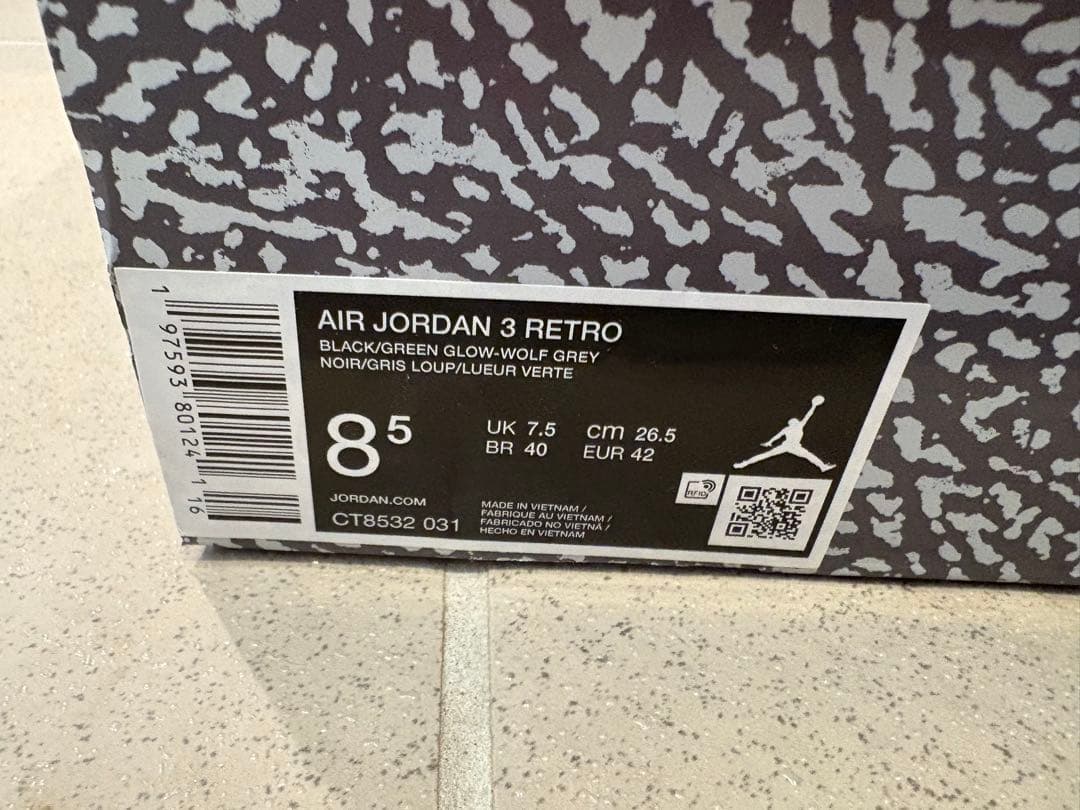 1 97593 80124 1 16
AIR JORDAN 3 RETRO
BLACK/GREEN GLOW-WOLF GREY
NOIR/GRIS LOUP/LUEUR VERTE
8⁵
UK 7.5 cm 26.5
BR 40 EUR 42
RFID
JORDAN.COM
CT8532 031
MADE IN VIETNAM /
FABRIQUE AU VIETNAM /
FABRICADO NO VIETNÃ /
HECHO EN VIETNAM